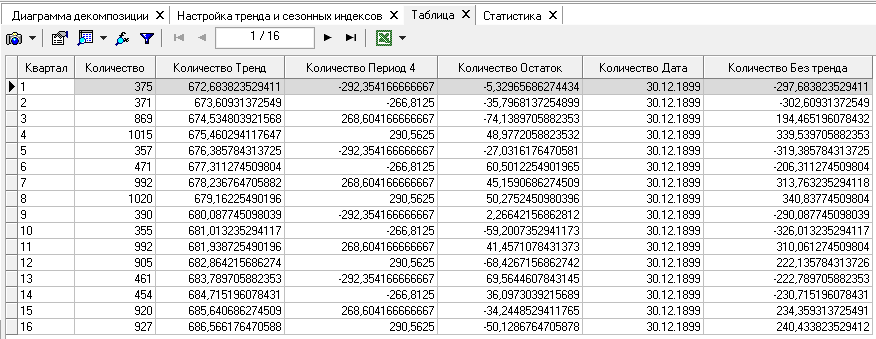 Диаграмма декомпозиции Настройка тренда и сезонных индексов Таблица Статистика
1 / 16
Квартал Количество Количество Тренд Количество Период 4 Количество Остаток Количество Дата Количество Без тренда
1 375 672,683823529411 -292,354166666667 -5,32965686274434 30.12.1899 -297,683823529411
2 371 673,60931372549 -266,8125 -35,7968137254899 30.12.1899 -302,60931372549
3 869 674,534803921568 268,604166666667 -74,1389705882353 30.12.1899 194,465196078432
4 1015 675,460294117647 290,5625 48,9772058823532 30.12.1899 339,539705882353
5 357 676,385784313725 -292,354166666667 -27,0316176470581 30.12.1899 -319,385784313725
6 471 677,311274509804 -266,8125 60,5012254901965 30.12.1899 -206,311274509804
7 992 678,236764705882 268,604166666667 45,1590686274509 30.12.1899 313,763235294118
8 1020 679,16225490196 290,5625 50,2752450980396 30.12.1899 340,83774509804
9 390 680,087745098039 -292,354166666667 2,26642156862812 30.12.1899 -290,087745098039
10 355 681,013235294117 -266,8125 -59,2007352941173 30.12.1899 -326,013235294117
11 992 681,938725490196 268,604166666667 41,4571078431373 30.12.1899 310,061274509804
12 905 682,864215686274 290,5625 -68,4267156862742 30.12.1899 222,135784313726
13 461 683,789705882353 -292,354166666667 69,5644607843145 30.12.1899 -222,789705882353
14 454 684,715196078431 -266,8125 36,0973039215689 30.12.1899 -230,715196078431
15 920 685,640686274509 268,604166666667 -34,2448529411765 30.12.1899 234,359313725491
16 927 686,566176470588 290,5625 -50,1286764705878 30.12.1899 240,433823529412